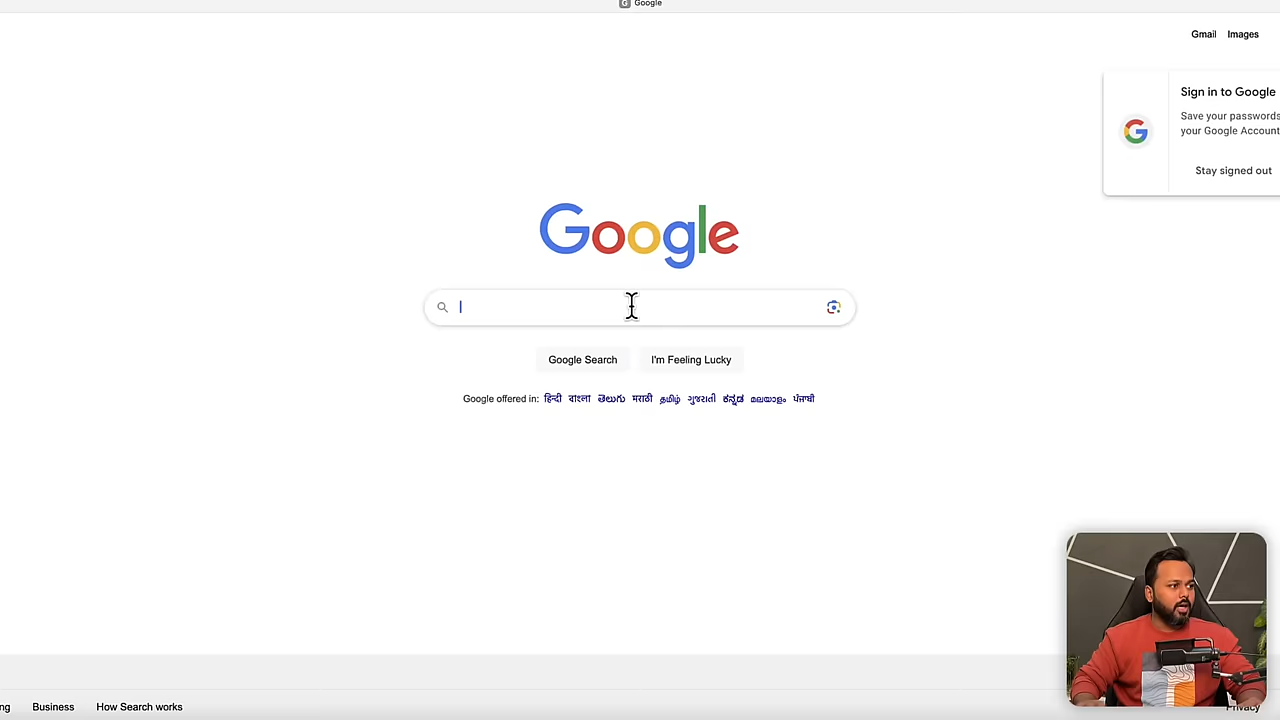 Google
Gmail Images
Sign in to Google
Save your passwords
your Google Account
Stay signed out
Google
Google Search I'm Feeling Lucky
Google offered in: हिन्दी বাংলা తెలుగు मराठी தமிழ் ગુજરાતી ಕನ್ನಡ മലയാളം ਪੰਜਾਬੀ
ng Business How Search works Privacy